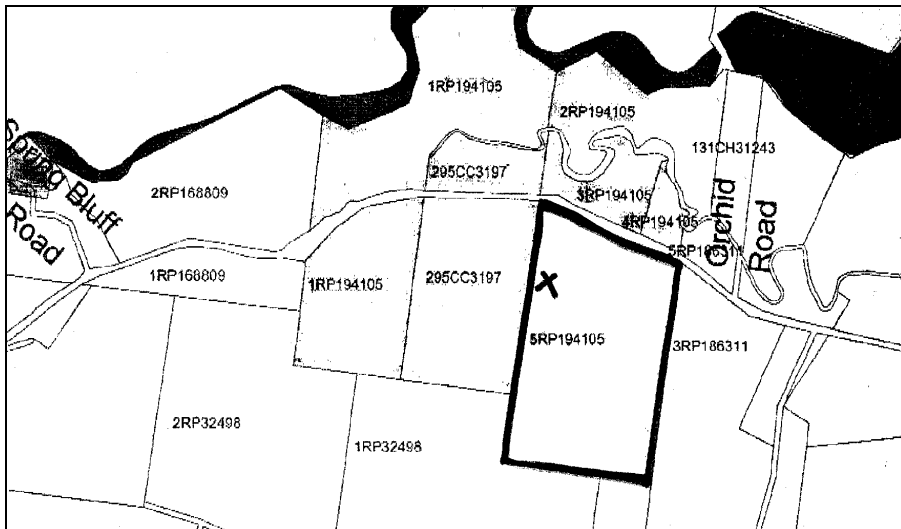 1RP194105
2RP194105
131CH31243
Spring Bluff
Road
2RP168809
295CC3197
3RP194105
4RP194105
Orchid
Road
5RP186311
1RP168809
1RP194105
295CC3197
X
5RP194105
3RP186311
2RP32498
1RP32498